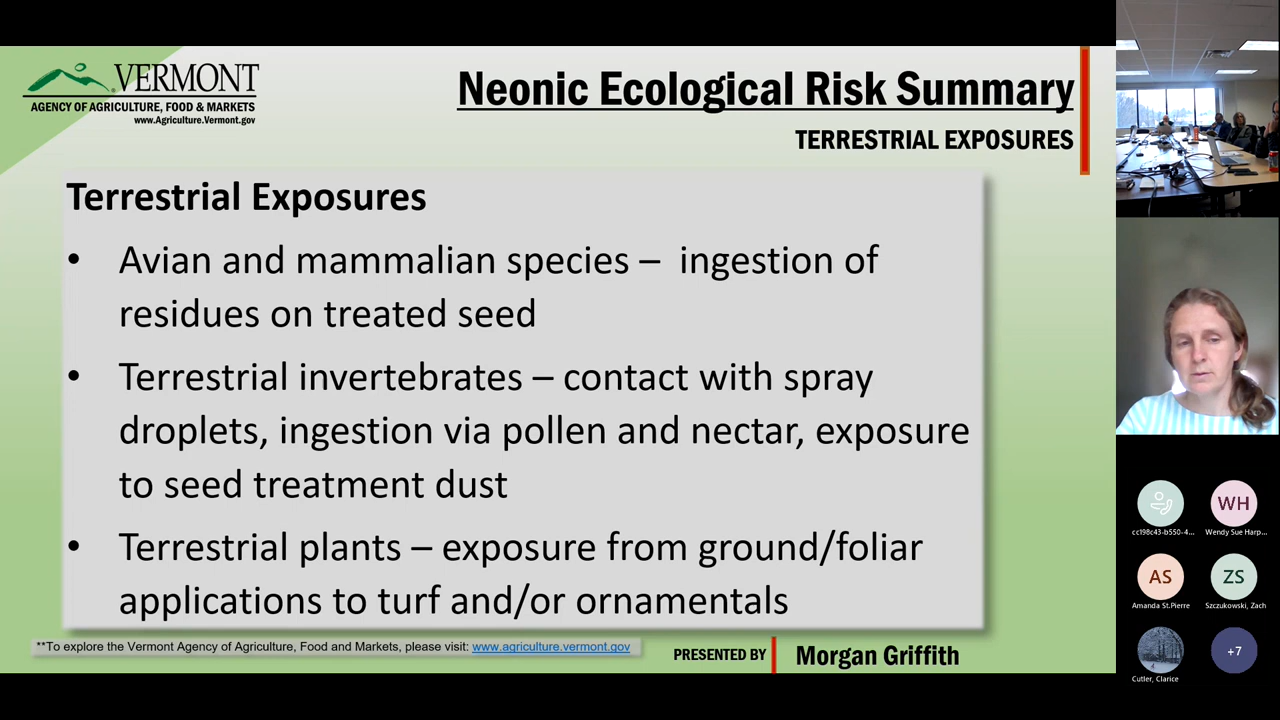 VERMONT
AGENCY OF AGRICULTURE, FOOD & MARKETS
www.Agriculture.Vermont.gov
Neonic Ecological Risk Summary
TERRESTRIAL EXPOSURES
Terrestrial Exposures
• Avian and mammalian species – ingestion of
residues on treated seed
• Terrestrial invertebrates – contact with spray
droplets, ingestion via pollen and nectar, exposure
to seed treatment dust
• Terrestrial plants – exposure from ground/foliar
applications to turf and/or ornamentals
**To explore the Vermont Agency of Agriculture, Food and Markets, please visit: www.agriculture.vermont.gov
PRESENTED BY
Morgan Griffith
cc198c43-b550-4...
WH
Wendy Sue Harp...
AS
Amanda St.Pierre
ZS
Szczukowski, Zach
Cutler, Clarice
+7